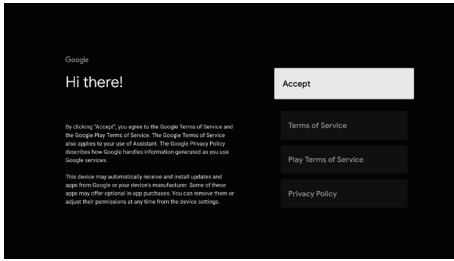 Google
Hi there!
By clicking "Accept", you agree to the Google Terms of Service and
the Google Play Terms of Service. The Google Terms of Service
also applies to your use of Assistant. The Google Privacy Policy
describes how Google handles information generated as you use
Google services.
This device may automatically receive and install updates and
apps from Google or your device's manufacturer. Some of these
apps may offer optional in-app purchases. You can remove them or
adjust their permissions at any time from the device settings.
Accept
Terms of Service
Play Terms of Service
Privacy Policy